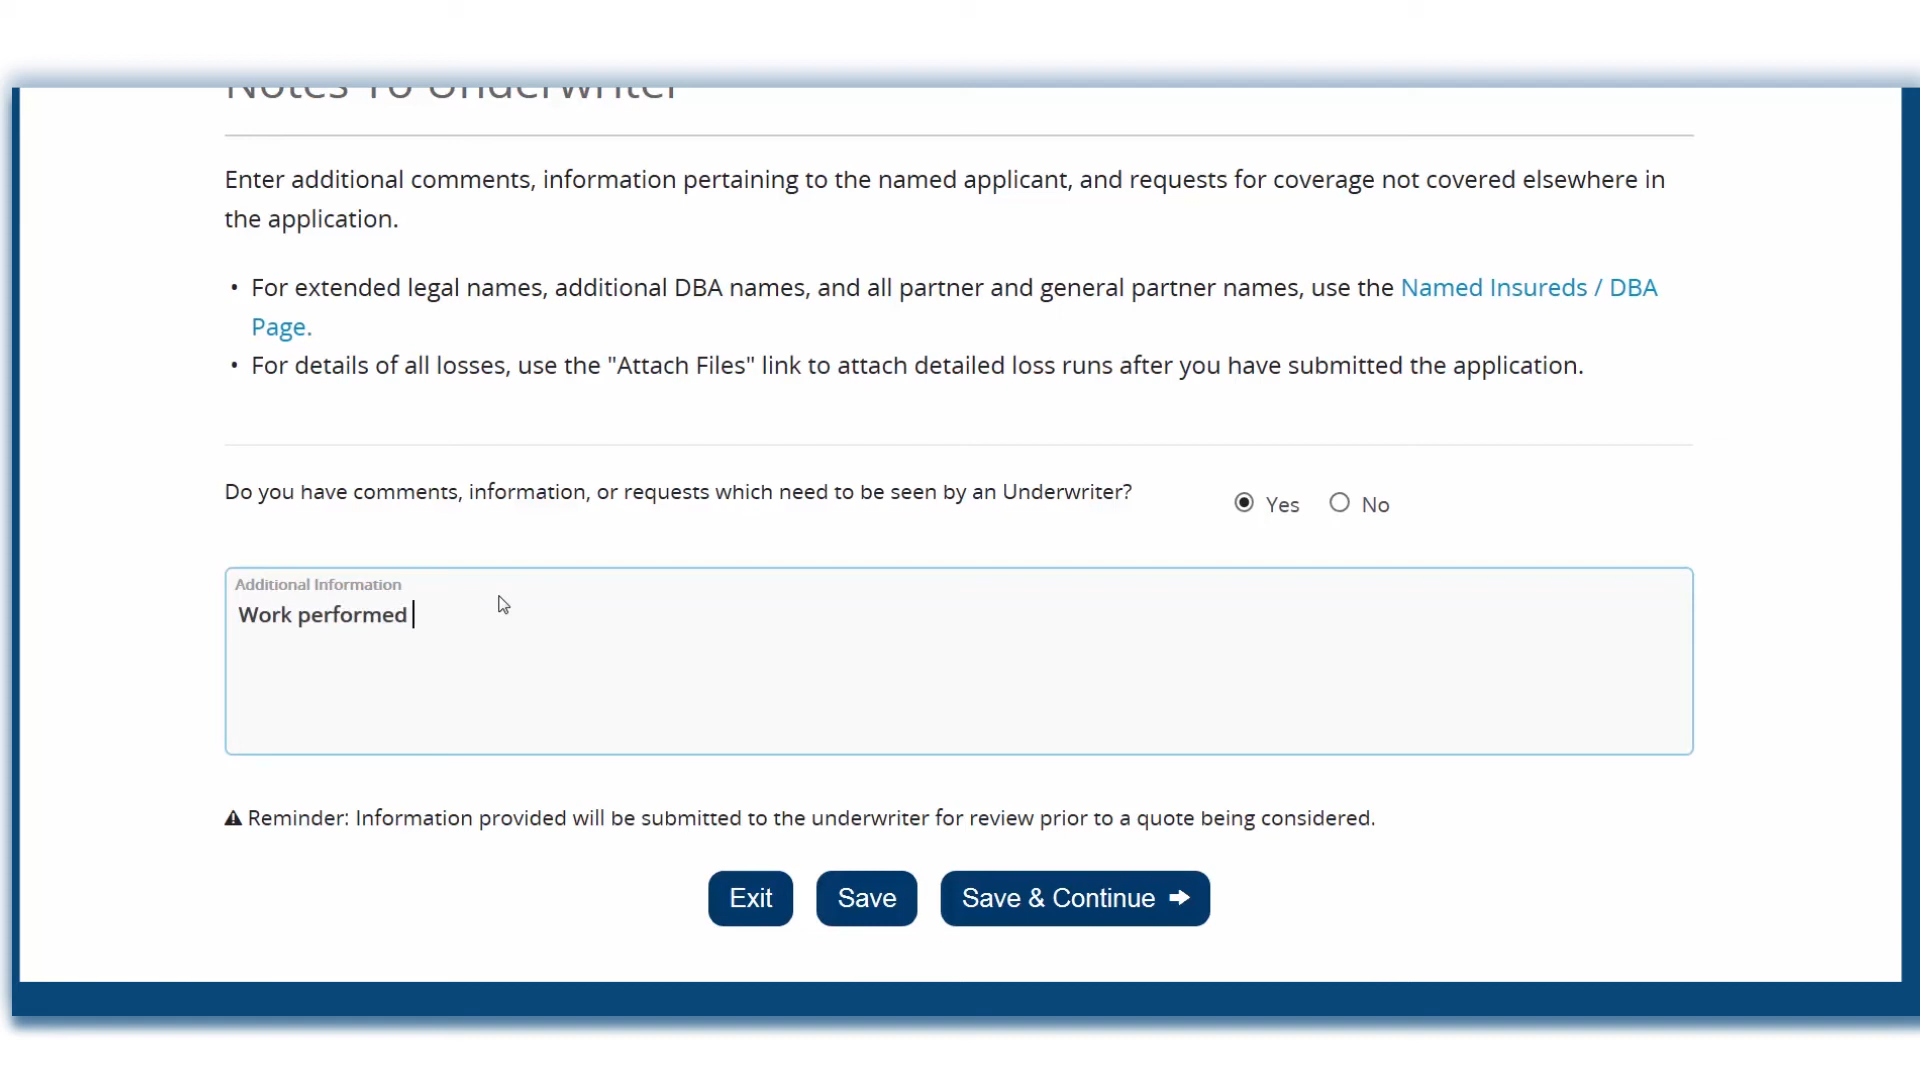 Notes To Underwriter
Enter additional comments, information pertaining to the named applicant, and requests for coverage not covered elsewhere in
the application.
• For extended legal names, additional DBA names, and all partner and general partner names, use the Named Insureds / DBA
Page.
• For details of all losses, use the "Attach Files" link to attach detailed loss runs after you have submitted the application.
Do you have comments, information, or requests which need to be seen by an Underwriter? Yes No
Additional Information
Work performed
Reminder: Information provided will be submitted to the underwriter for review prior to a quote being considered.
Exit Save Save & Continue